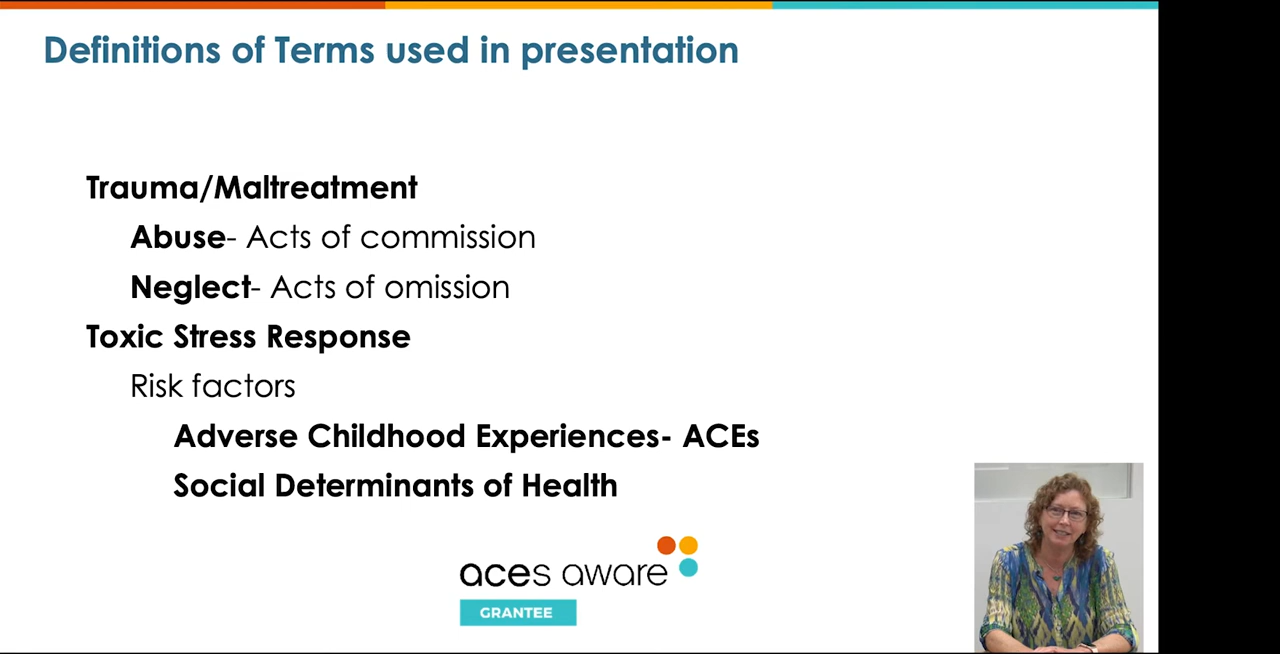 Definitions of Terms used in presentation
Trauma/Maltreatment
Abuse- Acts of commission
Neglect- Acts of omission
Toxic Stress Response
Risk factors
Adverse Childhood Experiences- ACEs
Social Determinants of Health
aces aware
GRANTEE